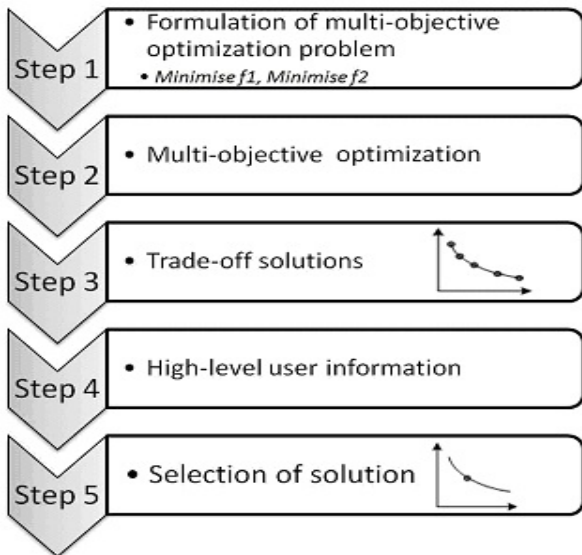 Step 1
• Formulation of multi-objective
optimization problem
• Minimise f1, Minimise f2
Step 2
• Multi-objective optimization
Step 3
• Trade-off solutions
Step 4
• High-level user information
Step 5
• Selection of solution